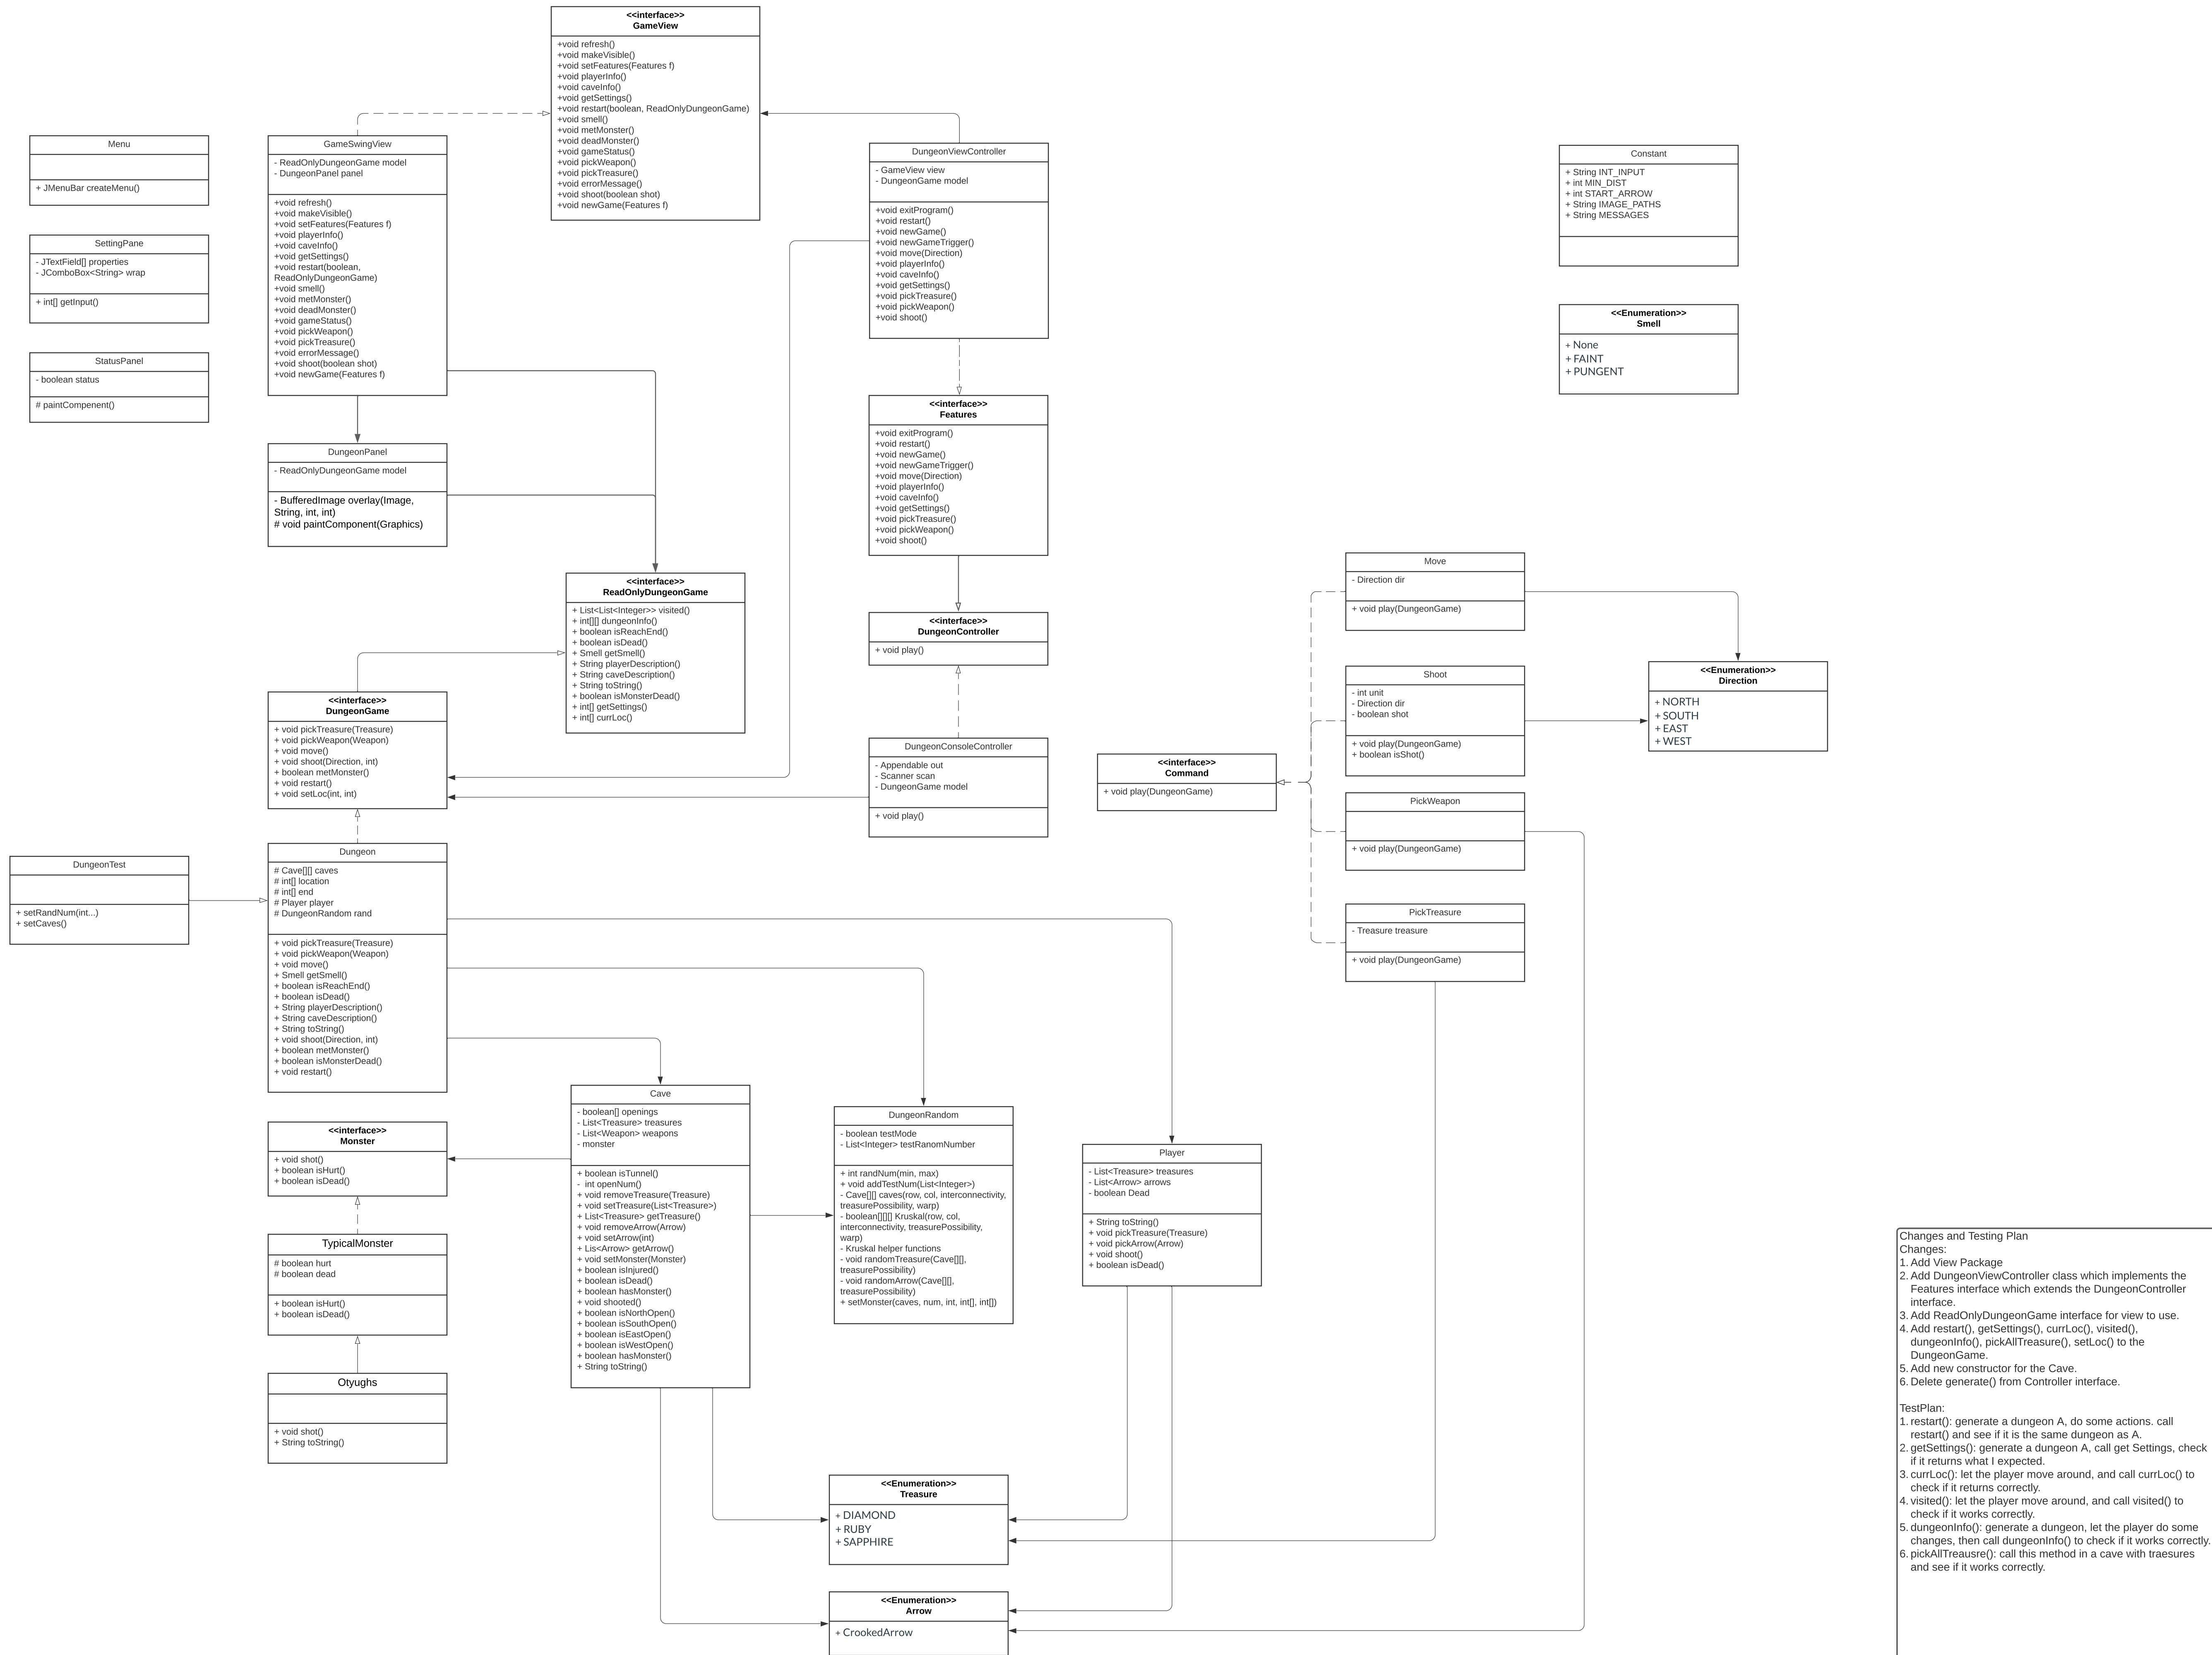 <<interface>>
GameView
+void refresh()
+void makeVisible()
+void setFeatures(Features f)
+void playerInfo()
+void caveInfo()
+void getSettings()
+void restart(boolean, ReadOnlyDungeonGame)
+void smell()
+void metMonster()
+void deadMonster()
+void gameStatus()
+void pickWeapon()
+void pickTreasure()
+void errorMessage()
+void shoot(boolean shot)
+void newGame(Features f)
Menu
+ JMenuBar createMenu()
SettingPane
- JTextField[] properties
- JComboBox<String> wrap
+ int[] getInput()
StatusPanel
- boolean status
# paintCompenent()
GameSwingView
- ReadOnlyDungeonGame model
- DungeonPanel panel
+void refresh()
+void makeVisible()
+void setFeatures(Features f)
+void playerInfo()
+void caveInfo()
+void getSettings()
+void restart(boolean,
ReadOnlyDungeonGame)
+void smell()
+void metMonster()
+void deadMonster()
+void gameStatus()
+void pickWeapon()
+void pickTreasure()
+void errorMessage()
+void shoot(boolean shot)
+void newGame(Features f)
DungeonViewController
- GameView view
- DungeonGame model
+void exitProgram()
+void restart()
+void newGame()
+void newGameTrigger()
+void move(Direction)
+void playerInfo()
+void caveInfo()
+void getSettings()
+void pickTreasure()
+void pickWeapon()
+void shoot()
Constant
+ String INT_INPUT
+ int MIN_DIST
+ int START_ARROW
+ String IMAGE_PATHS
+ String MESSAGES
<<Enumeration>>
Smell
+ None
+ FAINT
+ PUNGENT
DungeonPanel
- ReadOnlyDungeonGame model
- BufferedImage overlay(Image,
String, int, int)
# void paintComponent(Graphics)
<<interface>>
Features
+void exitProgram()
+void restart()
+void newGame()
+void newGameTrigger()
+void move(Direction)
+void playerInfo()
+void caveInfo()
+void getSettings()
+void pickTreasure()
+void pickWeapon()
+void shoot()
<<interface>>
ReadOnlyDungeonGame
+ List<List<Integer>> visited()
+ int[][] dungeonInfo()
+ boolean isReachEnd()
+ boolean isDead()
+ Smell getSmell()
+ String playerDescription()
+ String caveDescription()
+ String toString()
+ boolean isMonsterDead()
+ int[] getSettings()
+ int[] currLoc()
<<interface>>
DungeonController
+ void play()
<<interface>>
DungeonGame
+ void pickTreasure(Treasure)
+ void pickWeapon(Weapon)
+ void move()
+ void shoot(Direction, int)
+ boolean metMonster()
+ void restart()
+ void setLoc(int, int)
DungeonConsoleController
- Appendable out
- Scanner scan
- DungeonGame model
+ void play()
<<interface>>
Command
+ void play(DungeonGame)
Move
- Direction dir
+ void play(DungeonGame)
Shoot
- int unit
- Direction dir
- boolean shot
+ void play(DungeonGame)
+ boolean isShot()
PickWeapon
+ void play(DungeonGame)
PickTreasure
- Treasure treasure
+ void play(DungeonGame)
<<Enumeration>>
Direction
+ NORTH
+ SOUTH
+ EAST
+ WEST
DungeonTest
+ setRandNum(int...)
+ setCaves()
Dungeon
# Cave[][] caves
# int[] location
# int[] end
# Player player
# DungeonRandom rand
+ void pickTreasure(Treasure)
+ void pickWeapon(Weapon)
+ void move()
+ Smell getSmell()
+ boolean isReachEnd()
+ boolean isDead()
+ String playerDescription()
+ String caveDescription()
+ String toString()
+ void shoot(Direction, int)
+ boolean metMonster()
+ boolean isMonsterDead()
+ void restart()
<<interface>>
Monster
+ void shot()
+ boolean isHurt()
+ boolean isDead()
TypicalMonster
# boolean hurt
# boolean dead
+ boolean isHurt()
+ boolean isDead()
Otyughs
+ void shot()
+ String toString()
Cave
- boolean[] openings
- List<Treasure> treasures
- List<Weapon> weapons
- monster
+ boolean isTunnel()
-  int openNum()
+ void removeTreasure(Treasure)
+ void setTreasure(List<Treasure>)
+ List<Treasure> getTreasure()
+ void removeArrow(Arrow)
+ void setArrow(int)
+ Lis<Arrow> getArrow()
+ void setMonster(Monster)
+ boolean isInjured()
+ boolean isDead()
+ boolean hasMonster()
+ void shooted()
+ boolean isNorthOpen()
+ boolean isSouthOpen()
+ boolean isEastOpen()
+ boolean isWestOpen()
+ boolean hasMonster()
+ String toString()
DungeonRandom
- boolean testMode
- List<Integer> testRanomNumber
+ int randNum(min, max)
+ void addTestNum(List<Integer>)
- Cave[][] caves(row, col, interconnectivity,
treasurePossibility, warp)
- boolean[][][] Kruskal(row, col,
interconnectivity, treasurePossibility,
warp)
- Kruskal helper functions
- void randomTreasure(Cave[][],
treasurePossibility)
- void randomArrow(Cave[][],
treasurePossibility)
+ setMonster(caves, num, int, int[], int[])
Player
- List<Treasure> treasures
- List<Arrow> arrows
- boolean Dead
+ String toString()
+ void pickTreasure(Treasure)
+ void pickArrow(Arrow)
+ void shoot()
+ boolean isDead()
<<Enumeration>>
Treasure
+ DIAMOND
+ RUBY
+ SAPPHIRE
<<Enumeration>>
Arrow
+ CrookedArrow
Changes and Testing Plan
Changes:
1. Add View Package
2. Add DungeonViewController class which implements the
Features interface which extends the DungeonController
interface.
3. Add ReadOnlyDungeonGame interface for view to use.
4. Add restart(), getSettings(), currLoc(), visited(),
dungeonInfo(), pickAllTreasure(), setLoc() to the
DungeonGame.
5. Add new constructor for the Cave.
6. Delete generate() from Controller interface.
TestPlan:
1. restart(): generate a dungeon A, do some actions. call
restart() and see if it is the same dungeon as A.
2. getSettings(): generate a dungeon A, call get Settings, check
if it returns what I expected.
3. currLoc(): let the player move around, and call currLoc() to
check if it returns correctly.
4. visited(): let the player move around, and call visited() to
check if it works correctly.
5. dungeonInfo(): generate a dungeon, let the player do some
changes, then call dungeonInfo() to check if it works correctly.
6. pickAllTreausre(): call this method in a cave with traesures
and see if it works correctly.